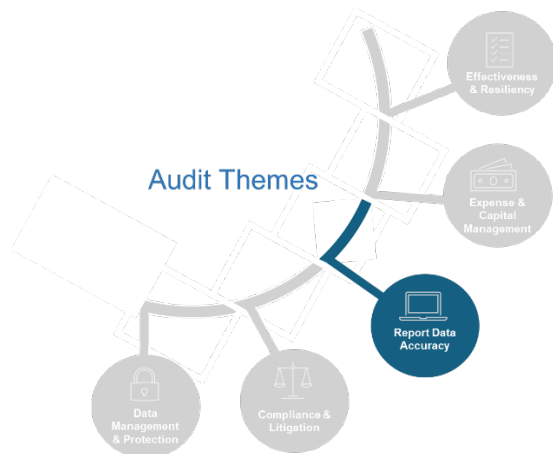 Effectiveness
& Resiliency
Audit Themes
Expense &
Capital
Management
Report Data
Accuracy
Compliance &
Litigation
Data
Management
& Protection